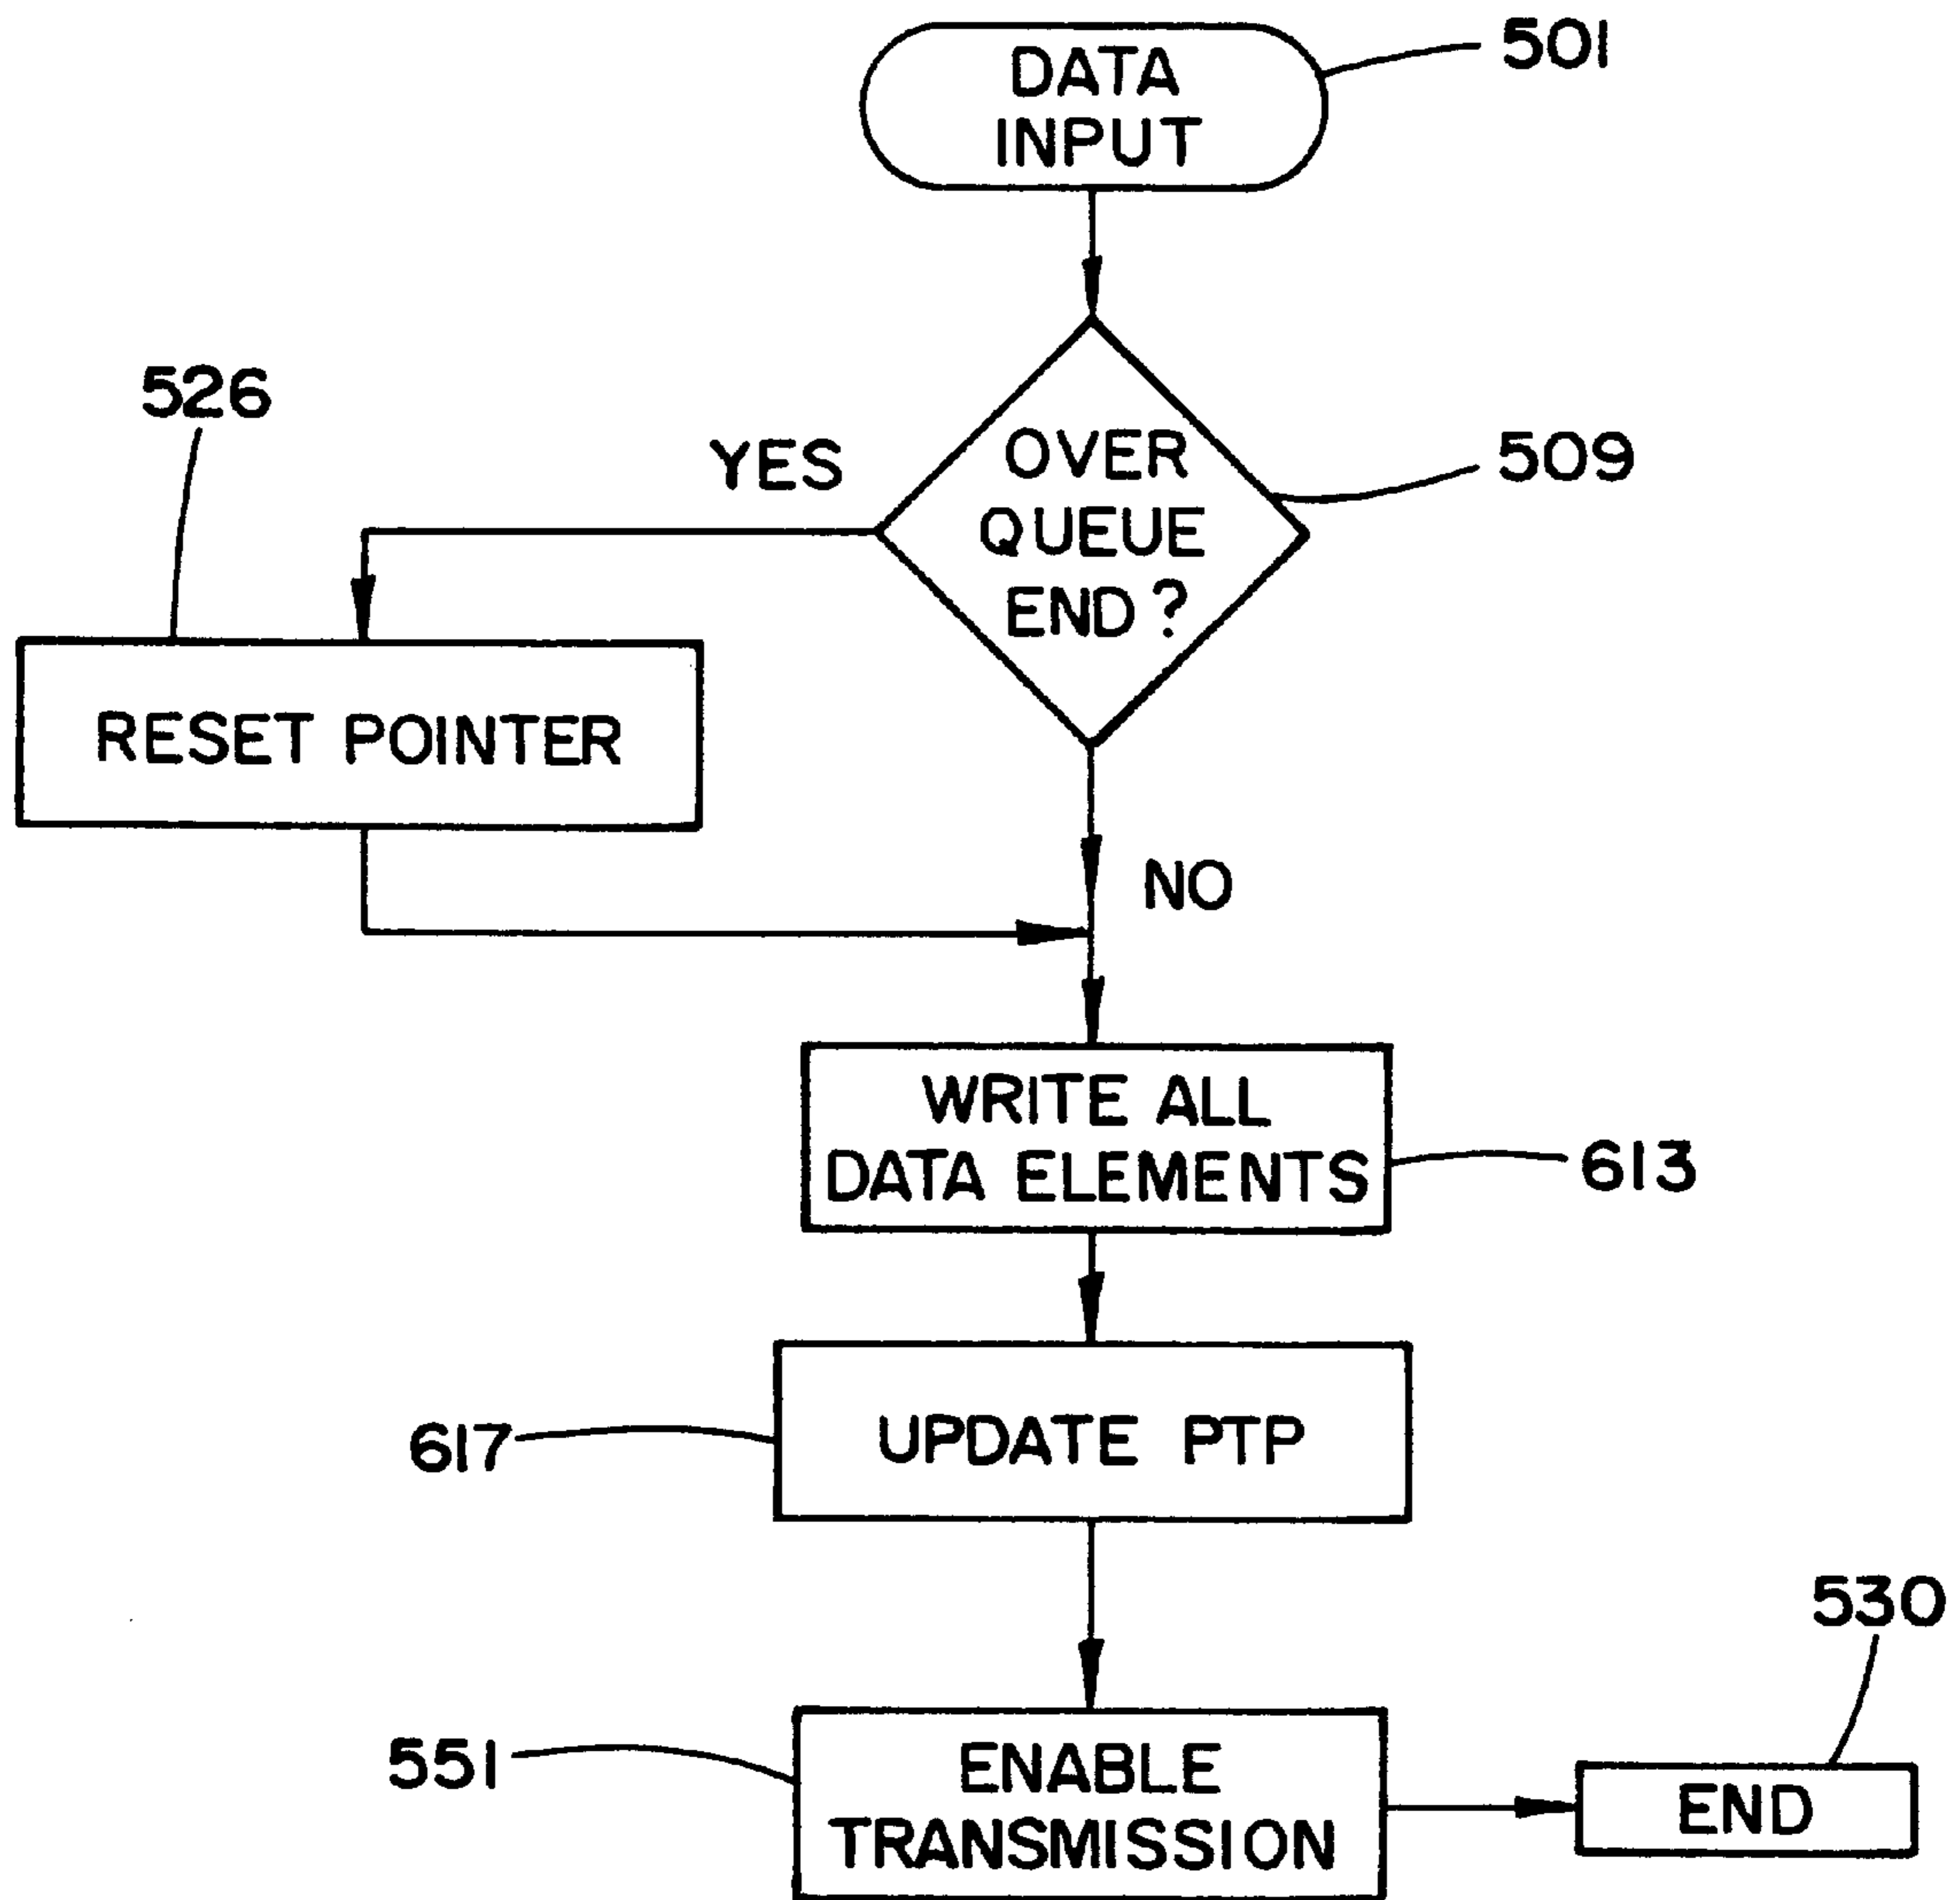 DATA
INPUT
501
526
YES
OVER
QUEUE
END?
509
RESET POINTER
NO
WRITE ALL
DATA ELEMENTS
613
617
UPDATE PTP
530
551
ENABLE
TRANSMISSION
END